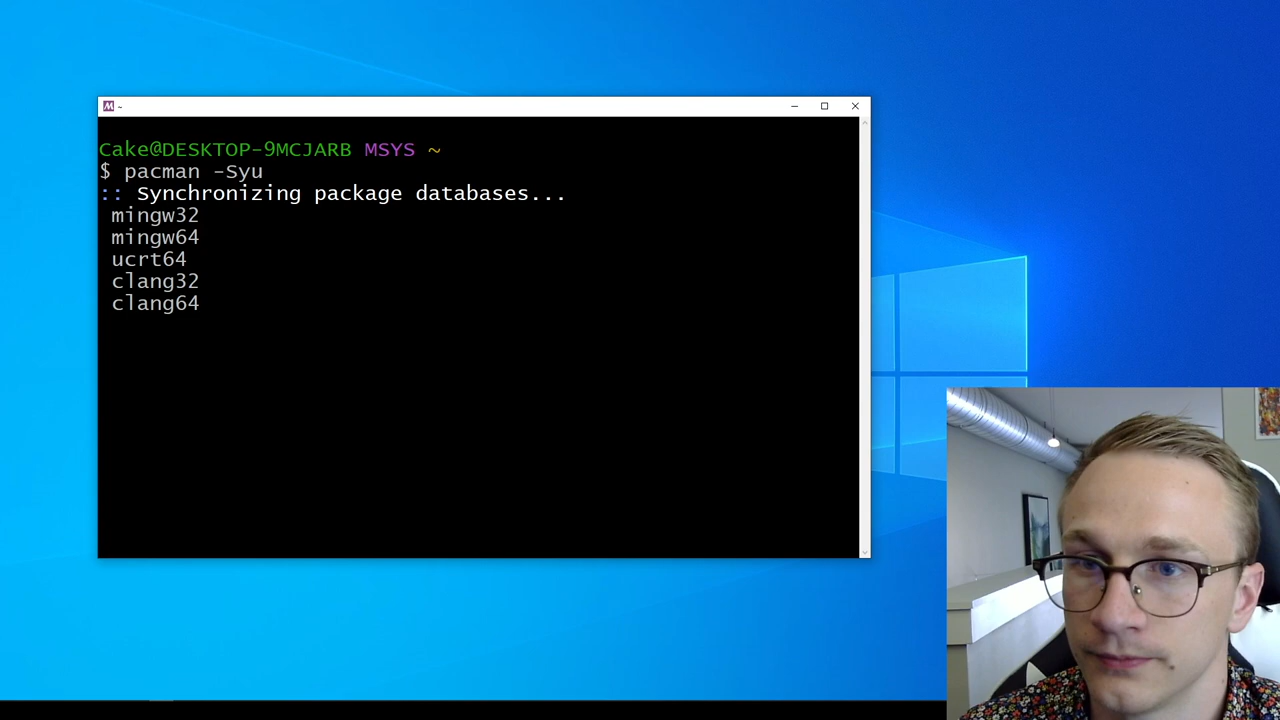 ~
Cake@DESKTOP-9MCJARB MSYS ~
$ pacman -Syu
:: Synchronizing package databases...
mingw32
mingw64
ucrt64
clang32
clang64